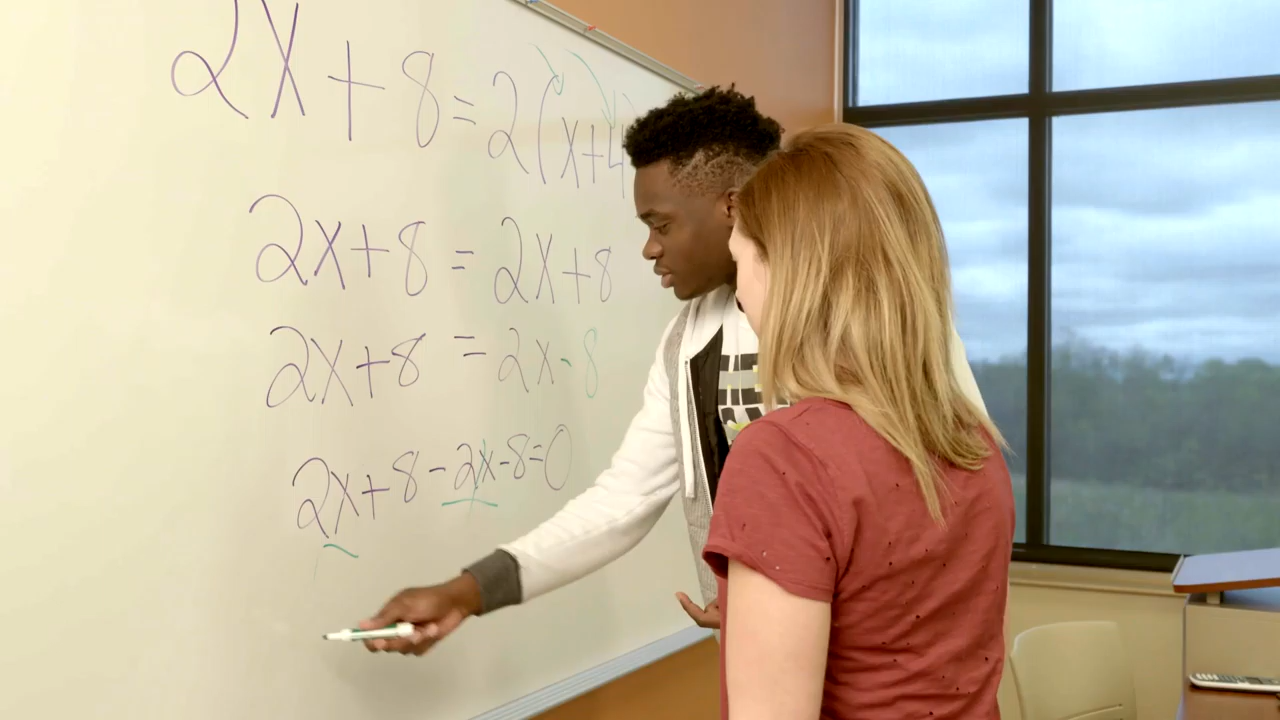 2x + 8 = 2(x+4)
2x + 8 = 2x + 8
2x + 8 = 2x - 8
2x + 8 - 2x - 8 = 0